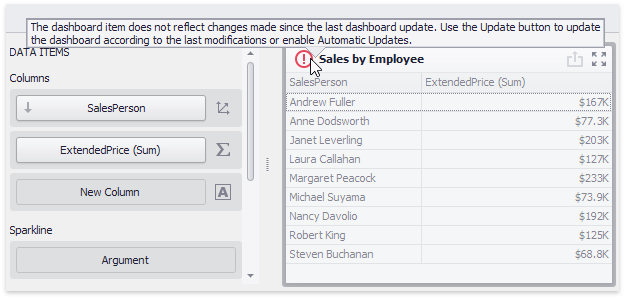 The dashboard item does not reflect changes made since the last dashboard update. Use the Update button to update
the dashboard according to the last modifications or enable Automatic Updates.
DATA ITEMS
Columns
SalesPerson
ExtendedPrice (Sum)
New Column
A
Sparkline
Argument
Sales by Employee
SalesPerson ExtendedPrice (Sum)
Andrew Fuller $167K
Anne Dodsworth $77.3K
Janet Leverling $203K
Laura Callahan $127K
Margaret Peacock $233K
Michael Suyama $73.9K
Nancy Davolio $192K
Robert King $125K
Steven Buchanan $68.8K